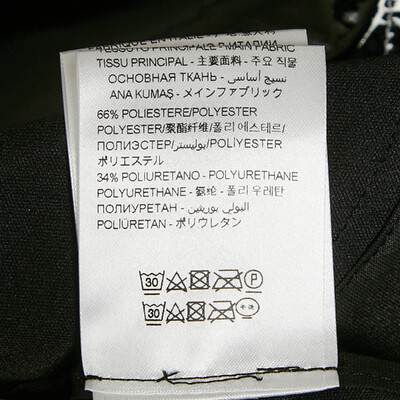 TISSU PRINCIPAL - 主要面料 - 주요 직물
ОСНОВНАЯ ТКАНЬ - نسيج أساسي
ANA KUMAŞ - メインファブリック
66% POLIESTERE/POLYESTER
POLYESTER/聚酯纤维/폴리 에스테르/
ПОЛИЭСТЕР/بوليستر/POLİYESTER
ポリエステル
34% POLIURETANO - POLYURETHANE
POLYURETHANE - 氨纶 - 폴리 우레탄
ПОЛИУРЕТАН - البولي يوريثين
POLİÜRETAN - ポリウレタン
30 P
30